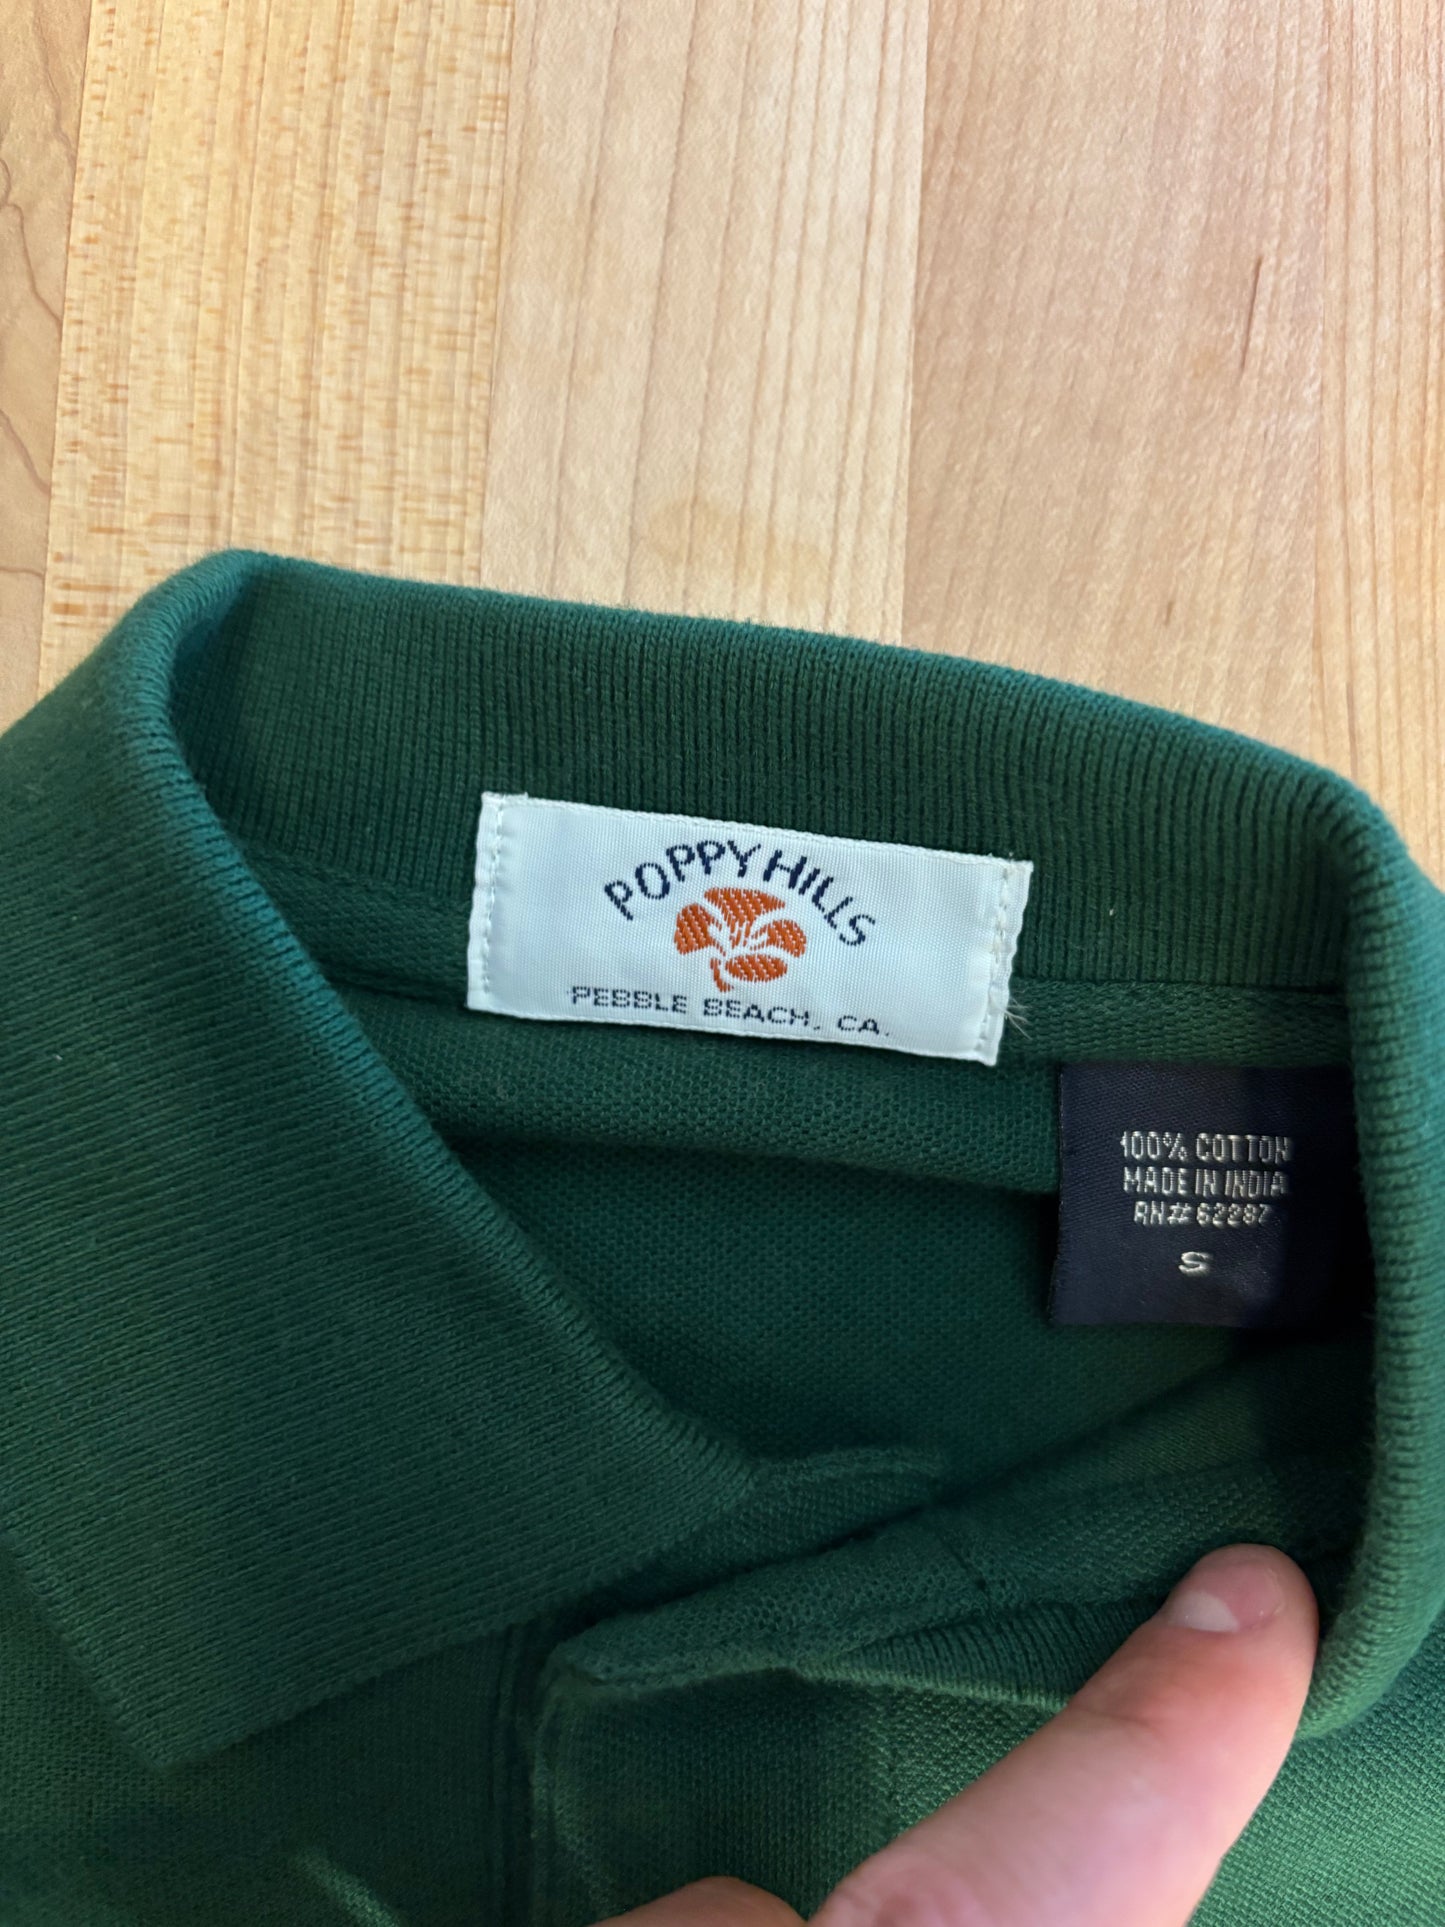 POPPY HILLS
PEBBLE BEACH, CA.
100% COTTON
MADE IN INDIA
RN# 62287
S